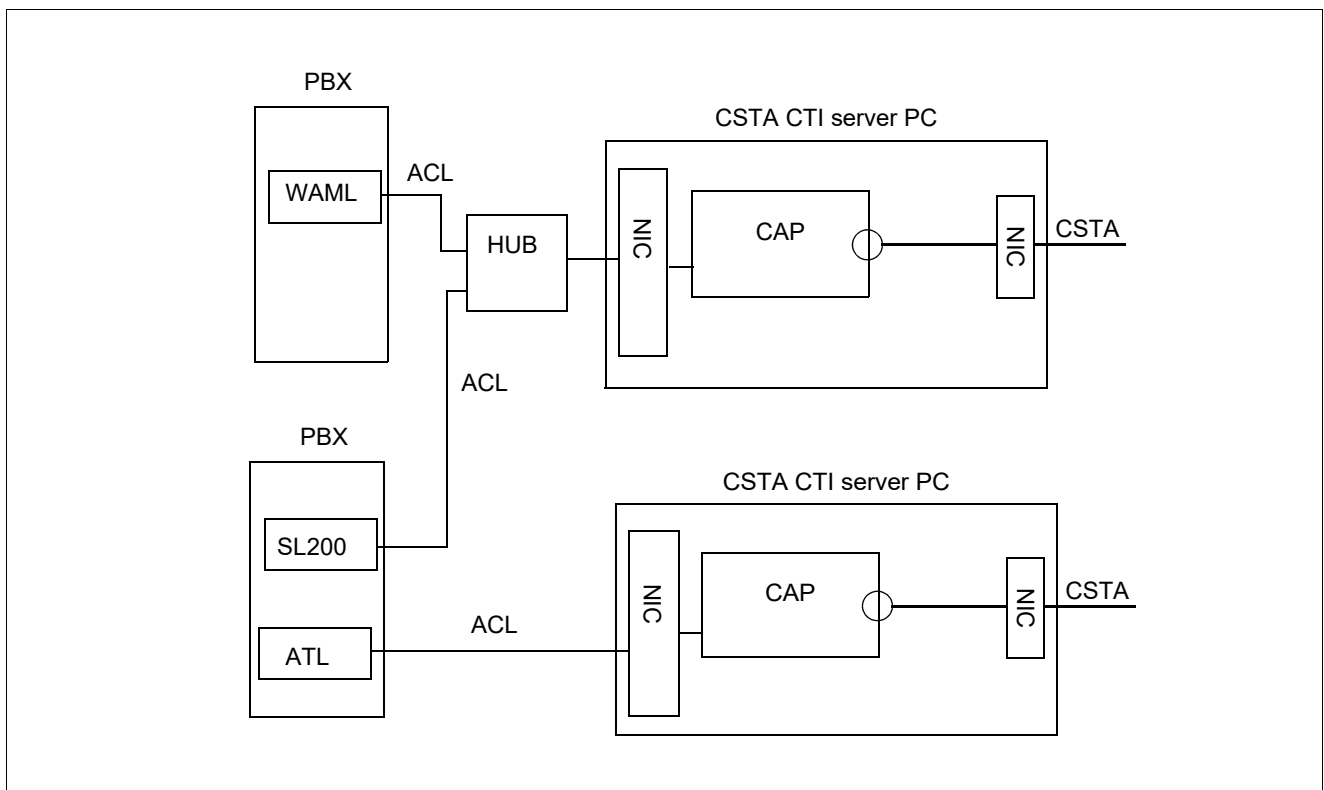 PBX
CSTA CTI server PC
ACL
WAML
NIC
CAP
HUB
NIC
CSTA
ACL
PBX
CSTA CTI server PC
SL200
NIC
CAP
NIC
CSTA
ACL
ATL